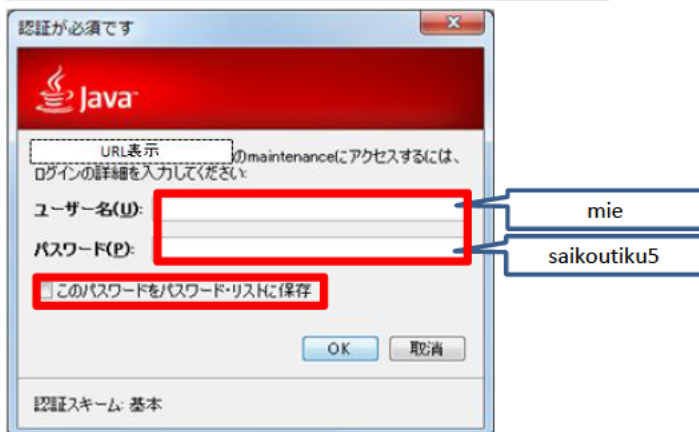 認証が必須です
Java
URL表示 のmaintenanceにアクセスするには、
ログインの詳細を入力してください:
ユーザー名(U):
mie
パスワード(P):
saikoutiku5
このパスワードをパスワード・リストに保存
OK 取消
認証スキーム: 基本